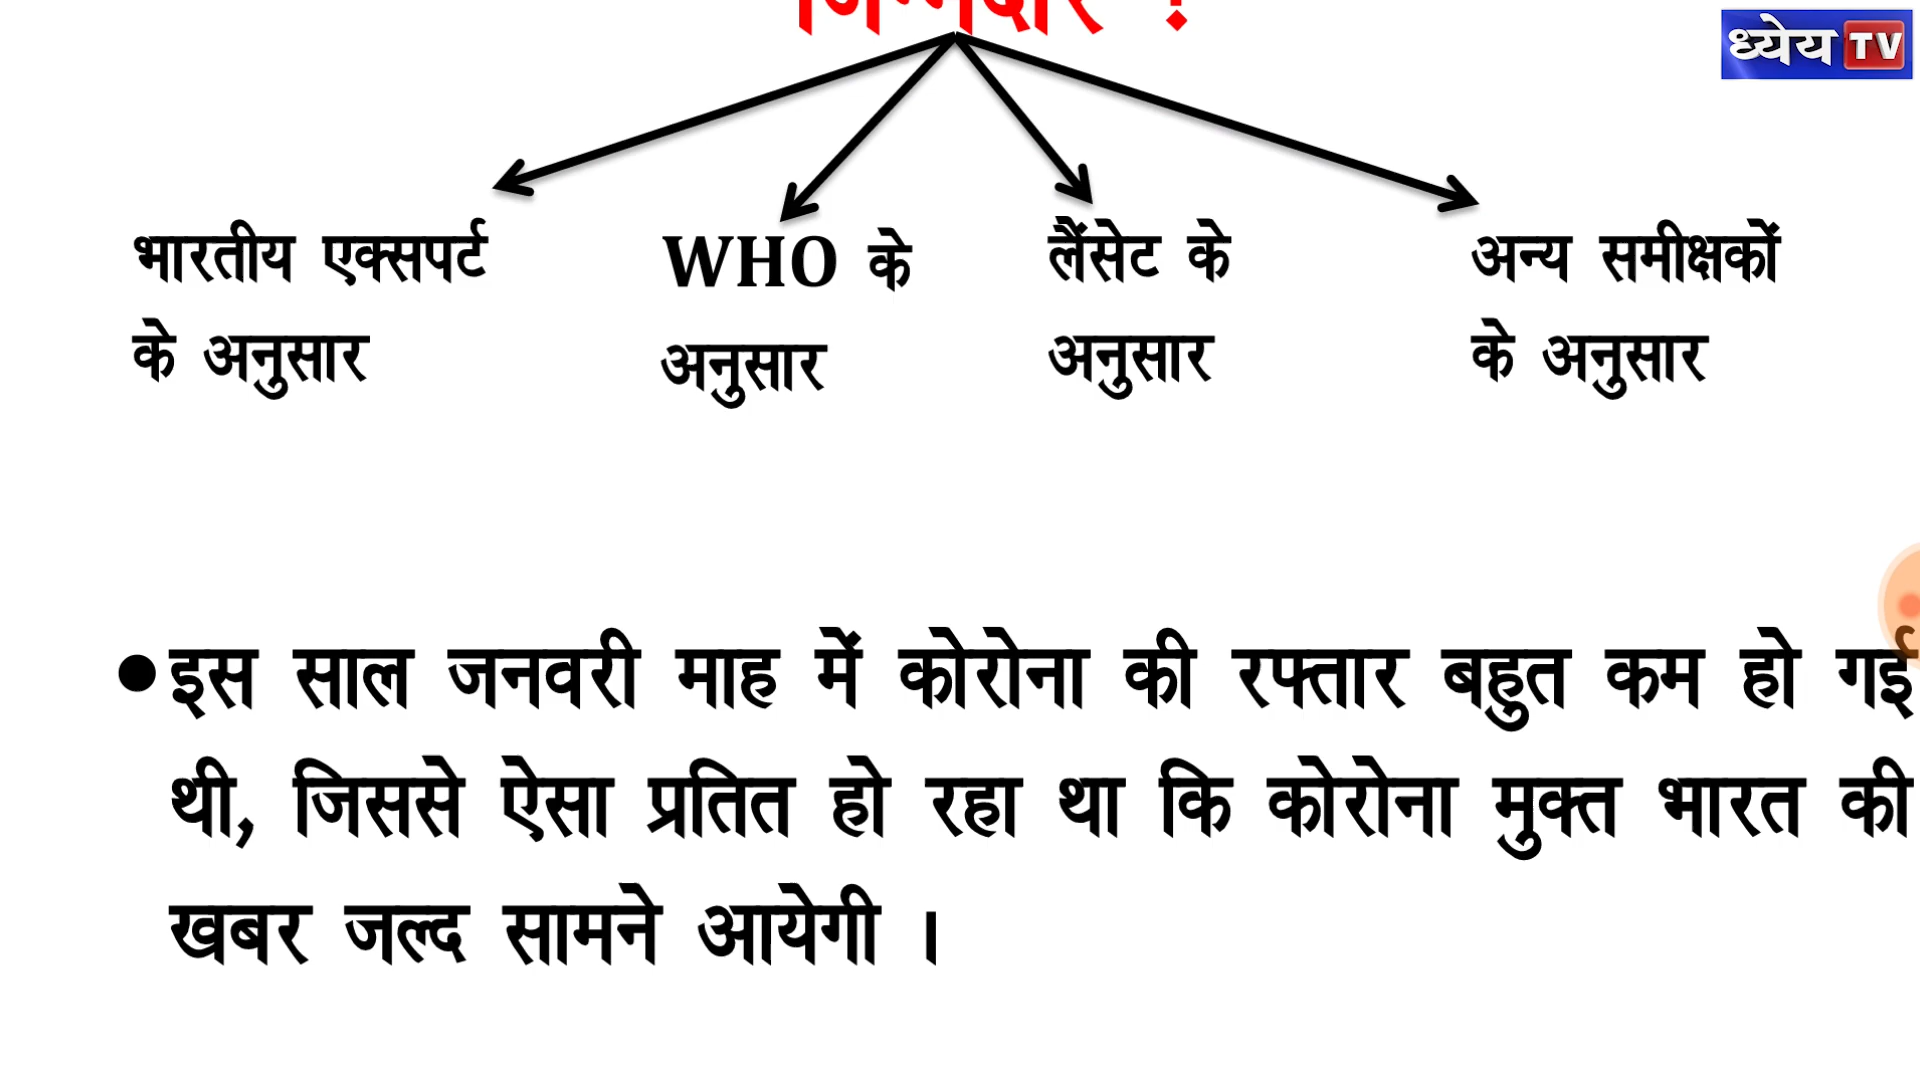 ध्येय TV
भारतीय एक्सपर्ट
के अनुसार
WHO के
अनुसार
लैंसेट के
अनुसार
अन्य समीक्षकों
के अनुसार
•इस साल जनवरी माह में कोरोना की रफ्तार बहुत कम हो गई
थी, जिससे ऐसा प्रतित हो रहा था कि कोरोना मुक्त भारत की
खबर जल्द सामने आयेगी ।